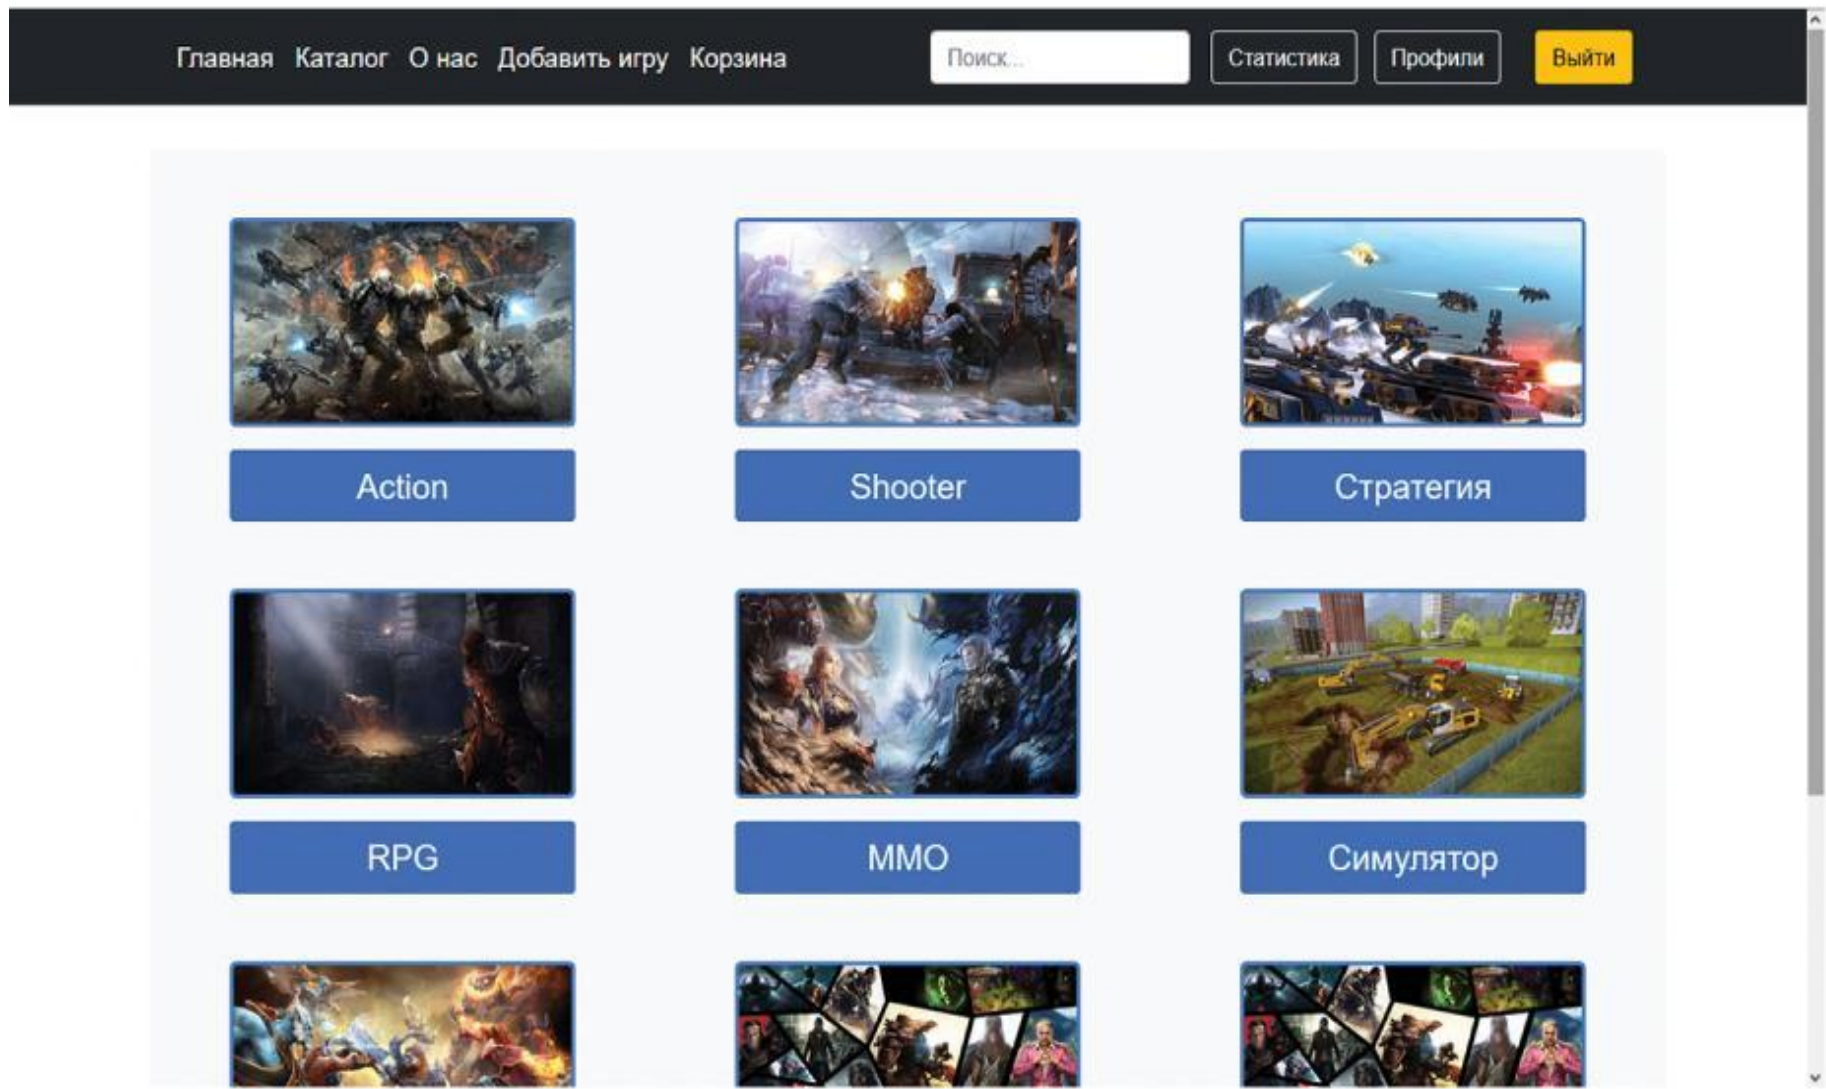 Главная Каталог О нас Добавить игру Корзина Поиск... Статистика Профили Выйти
Action Shooter Стратегия
RPG MMO Симулятор